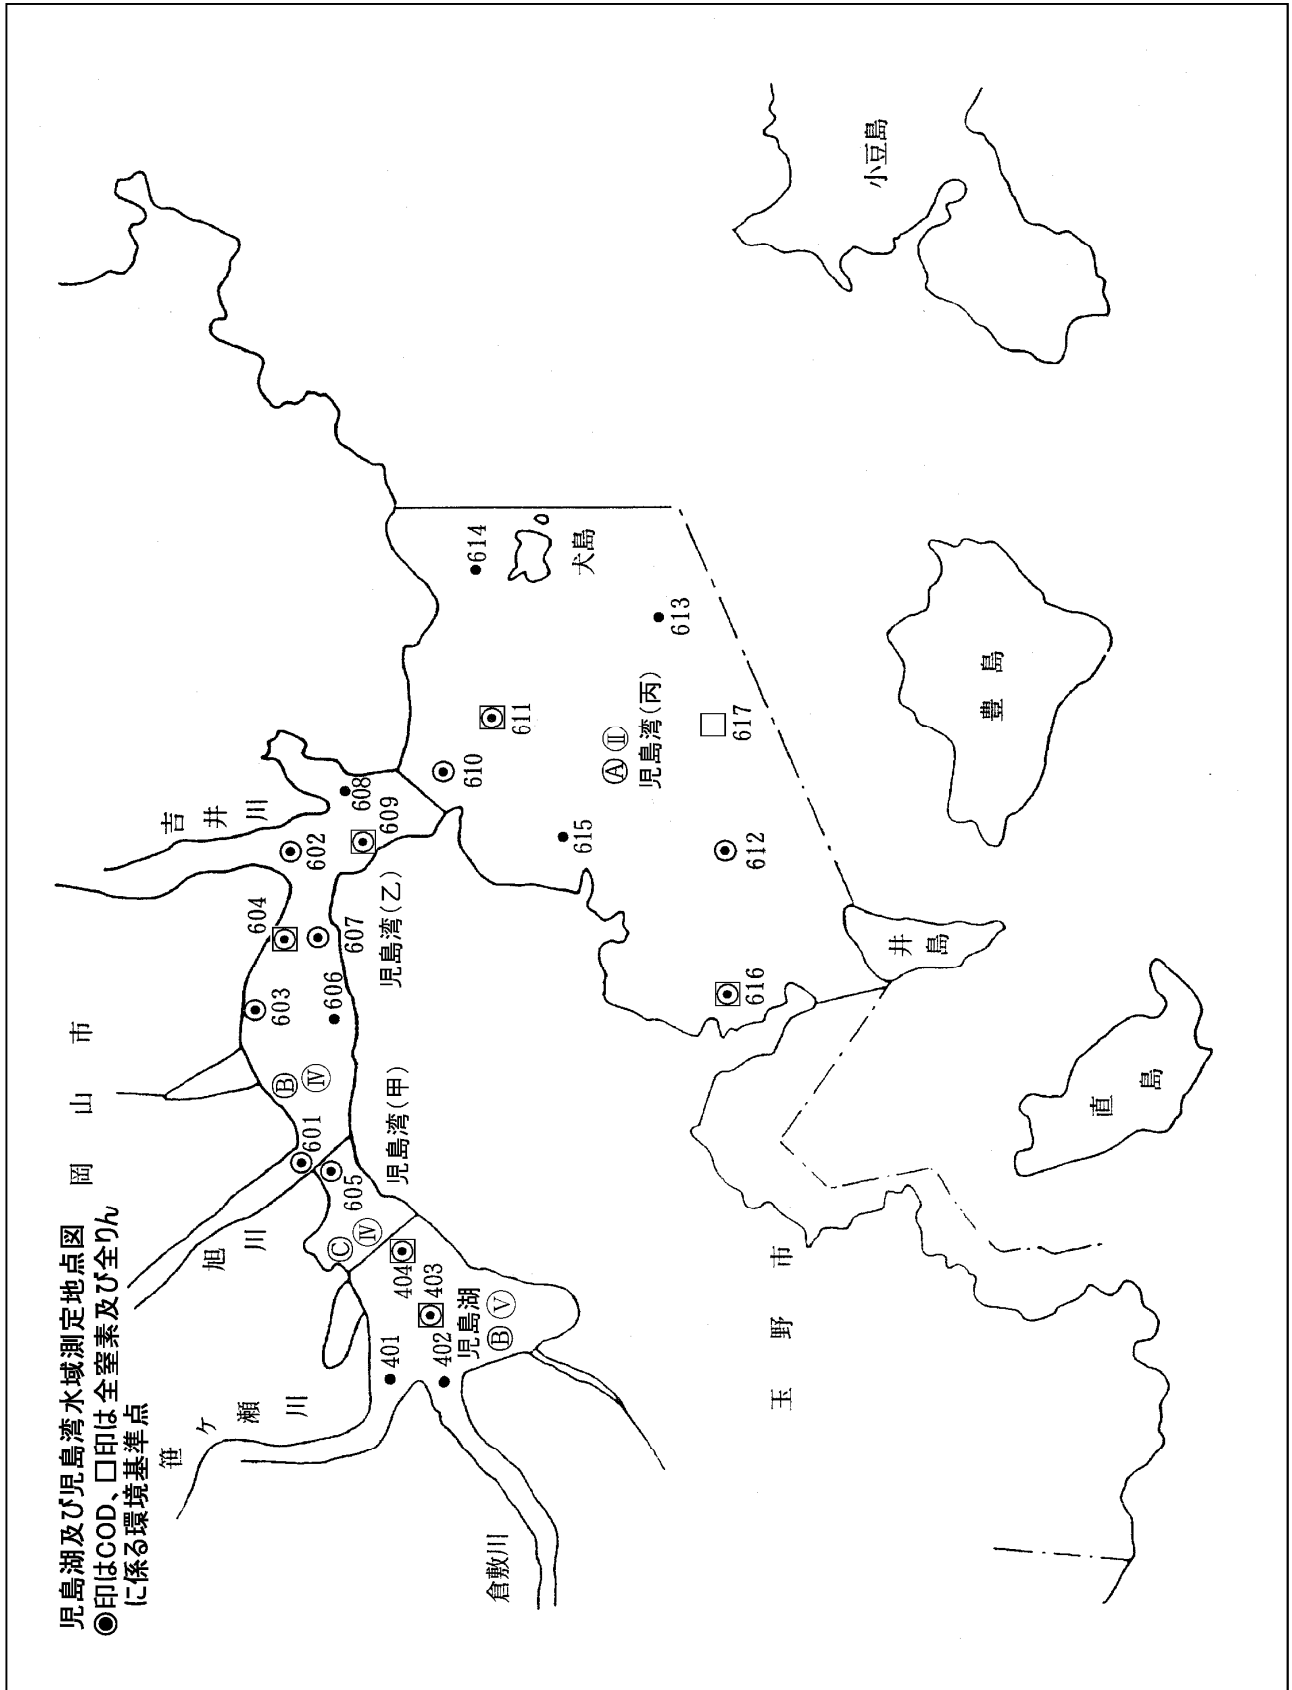 児島湖及び児島湾水域測定地点図
◉印はCOD、□印は全窒素及び全りん
に係る環境基準点
笹ヶ瀬川
旭川
岡山市
吉井川
倉敷川
玉野市
児島湖
Ⓑ Ⓥ
401
402
403
404
Ⓒ Ⅳ
児島湾(甲)
605
601
Ⓑ Ⅳ
603
606
604
607
児島湾(乙)
602
609
608
610
611
614
犬島
613
615
Ⓐ Ⅱ
児島湾(丙)
617
612
616
井島
直島
豊島
小豆島